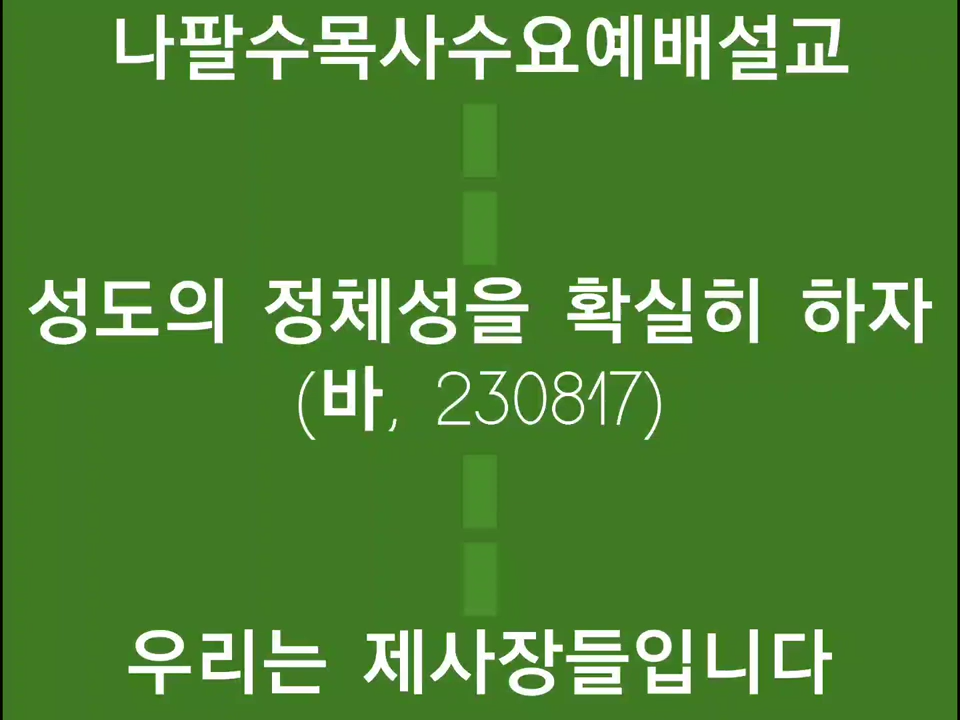 나팔수목사수요예배설교
성도의 정체성을 확실히 하자
(바, 230817)
우리는 제사장들입니다